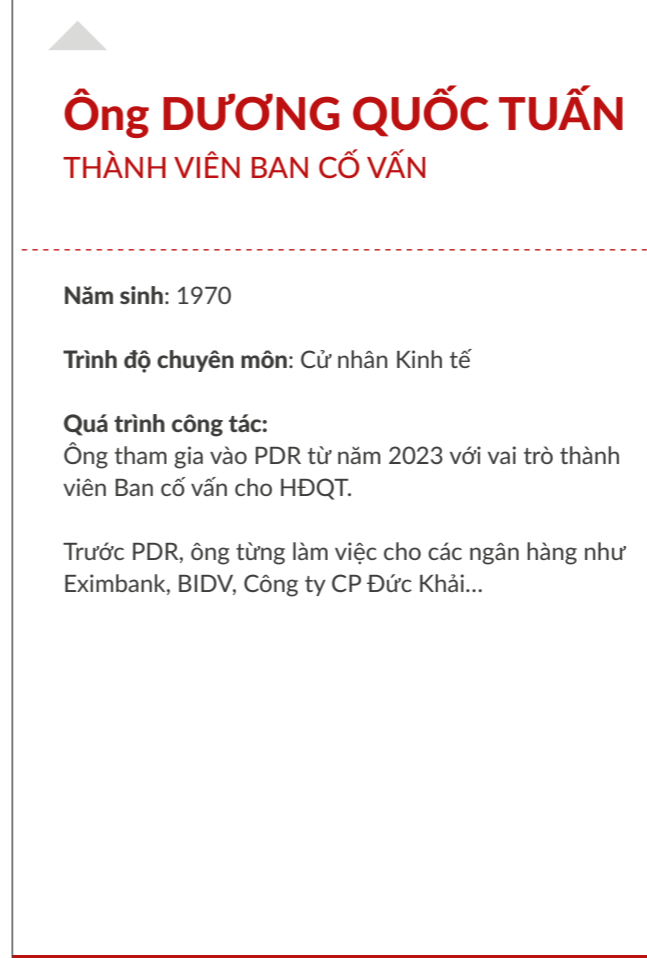 Ông DƯƠNG QUỐC TUẤN
THÀNH VIÊN BAN CỐ VẤN
Năm sinh: 1970
Trình độ chuyên môn: Cử nhân Kinh tế
Quá trình công tác:
Ông tham gia vào PDR từ năm 2023 với vai trò thành
viên Ban cố vấn cho HĐQT.
Trước PDR, ông từng làm việc cho các ngân hàng như
Eximbank, BIDV, Công ty CP Đức Khải...